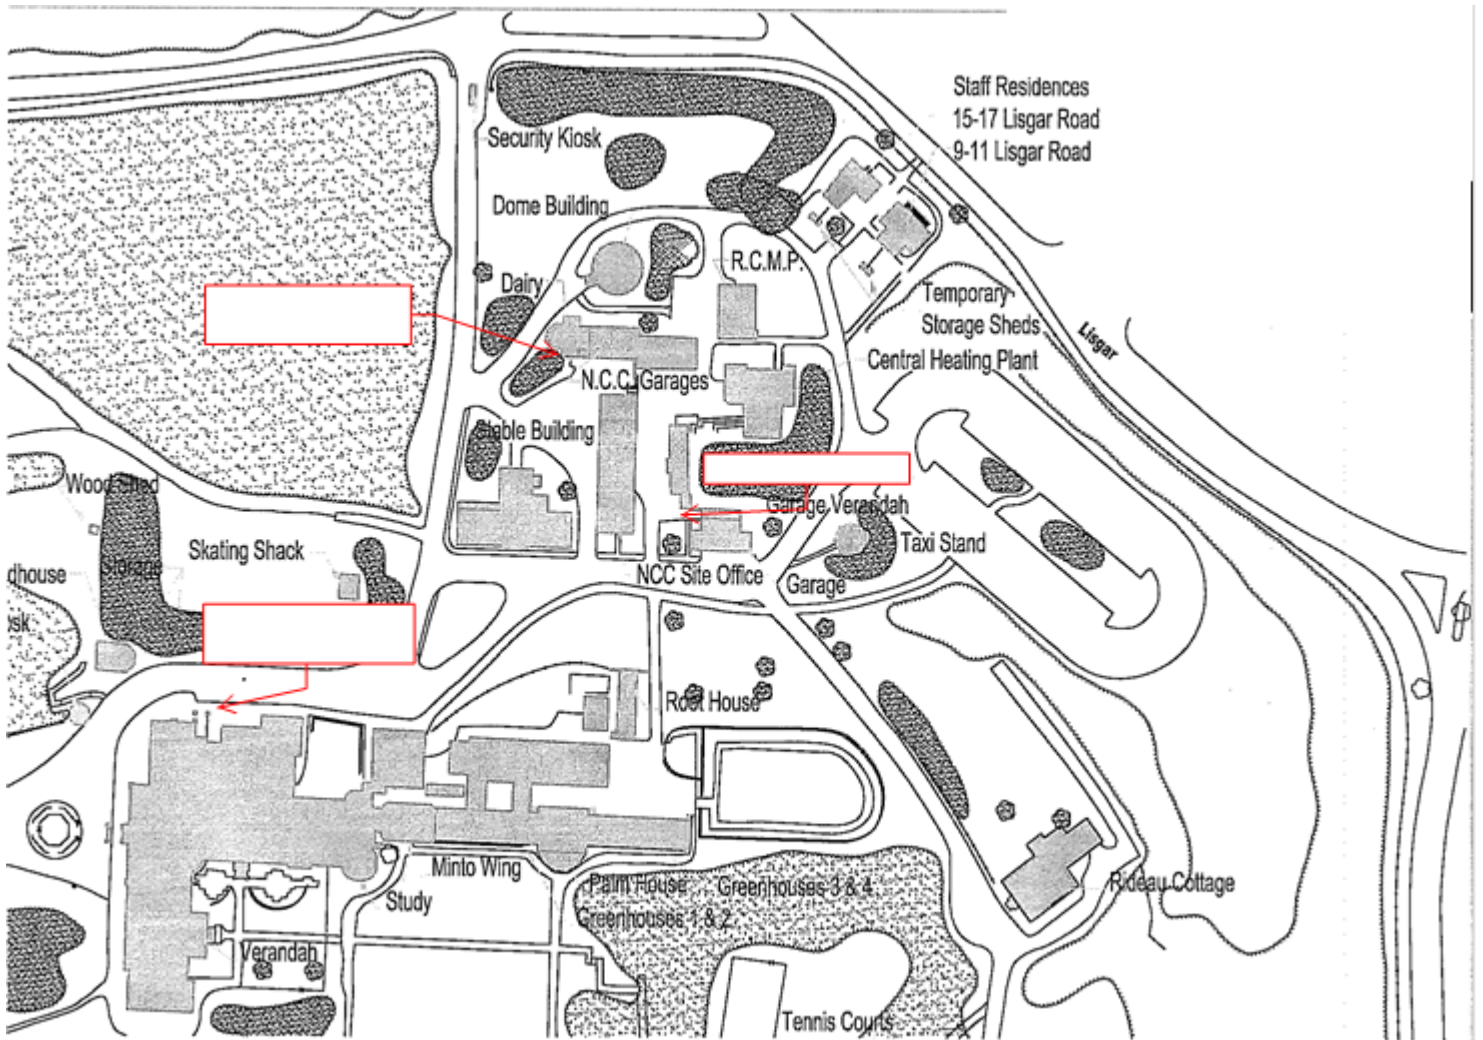 Staff Residences
15-17 Lisgar Road
9-11 Lisgar Road
Security Kiosk
Dome Building
R.C.M.P.
Dairy
Temporary
Storage Sheds
Lisgar
Central Heating Plant
N.C.C. Garages
Stable Building
Wood Shed
Garage Verandah
Skating Shack
Taxi Stand
Storage
dhouse
NCC Site Office
Garage
osk
Root House
Minto Wing
Palm House
Greenhouses 3 & 4
Rideau Cottage
Study
Greenhouses 1 & 2
Verandah
Tennis Courts